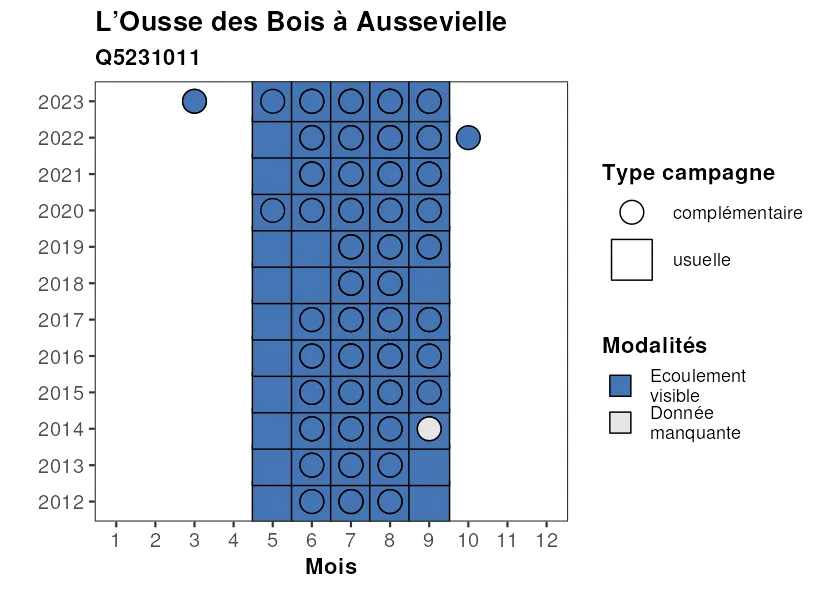 L’Ousse des Bois à Aussevielle
Q5231011
2023
2022
2021
2020
2019
2018
2017
2016
2015
2014
2013
2012
1 2 3 4 5 6 7 8 9 10 11 12
Mois
Type campagne
complémentaire
usuelle
Modalités
Ecoulement
visible
Donnée
manquante